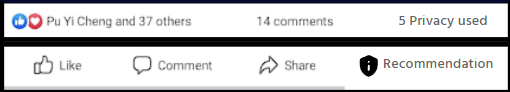 Pu Yi Cheng and 37 others 14 comments 5 Privacy used
Like Comment Share Recommendation